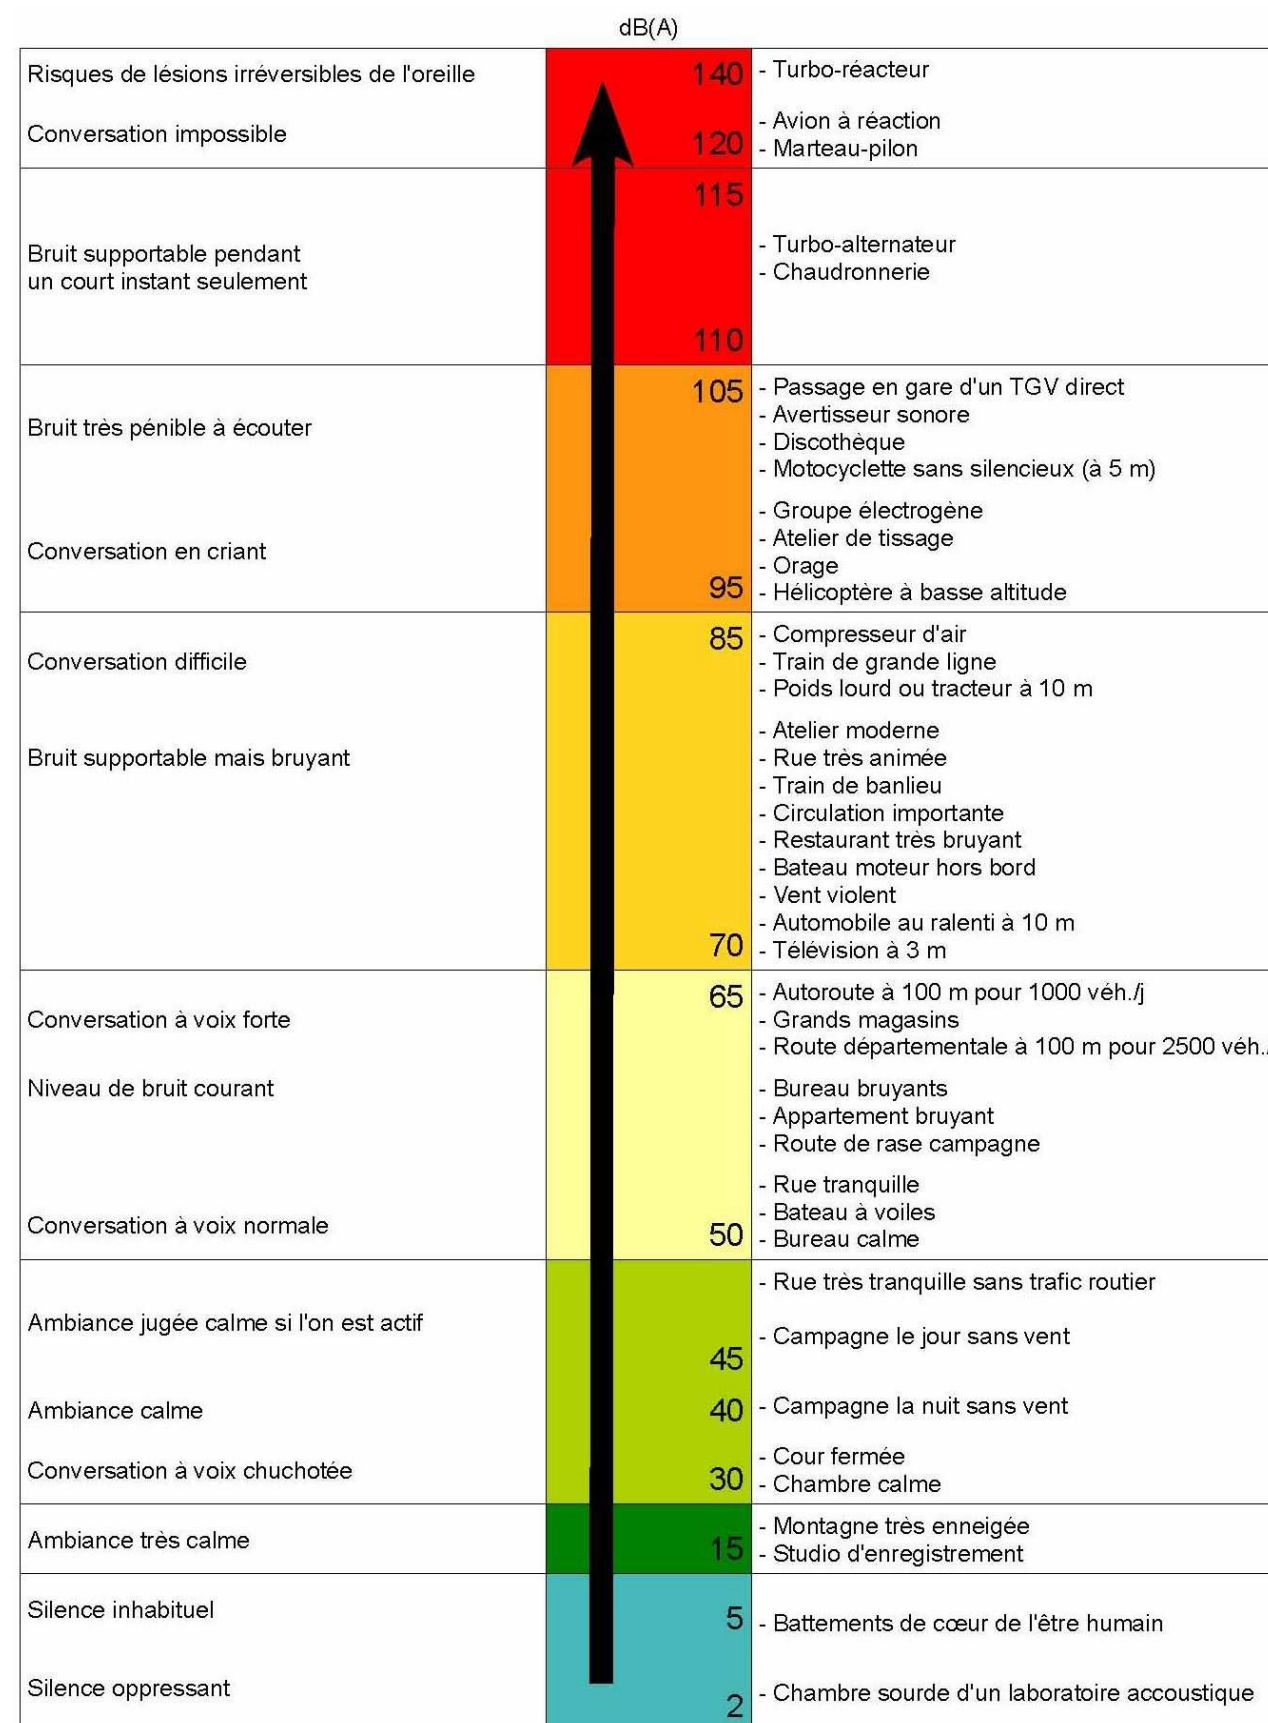 dB(A)
Risques de lésions irréversibles de l'oreille
140
- Turbo-réacteur
Conversation impossible
120
- Avion à réaction
- Marteau-pilon
115
Bruit supportable pendant
un court instant seulement
- Turbo-alternateur
- Chaudronnerie
110
105
- Passage en gare d'un TGV direct
- Avertisseur sonore
Bruit très pénible à écouter
- Discothèque
- Motocyclette sans silencieux (à 5 m)
- Groupe électrogène
Conversation en criant
- Atelier de tissage
- Orage
95
- Hélicoptère à basse altitude
85
- Compresseur d'air
Conversation difficile
- Train de grande ligne
- Poids lourd ou tracteur à 10 m
- Atelier moderne
Bruit supportable mais bruyant
- Rue très animée
- Train de banlieu
- Circulation importante
- Restaurant très bruyant
- Bateau moteur hors bord
- Vent violent
- Automobile au ralenti à 10 m
70
- Télévision à 3 m
65
- Autoroute à 100 m pour 1000 véh./j
Conversation à voix forte
- Grands magasins
- Route départementale à 100 m pour 2500 véh./
Niveau de bruit courant
- Bureau bruyants
- Appartement bruyant
- Route de rase campagne
- Rue tranquille
Conversation à voix normale
- Bateau à voiles
50
- Bureau calme
- Rue très tranquille sans trafic routier
Ambiance jugée calme si l'on est actif
45
- Campagne le jour sans vent
Ambiance calme
40
- Campagne la nuit sans vent
Conversation à voix chuchotée
30
- Cour fermée
- Chambre calme
Ambiance très calme
15
- Montagne très enneigée
- Studio d'enregistrement
Silence inhabituel
5
- Battements de cœur de l'être humain
Silence oppressant
2
- Chambre sourde d'un laboratoire accoustique